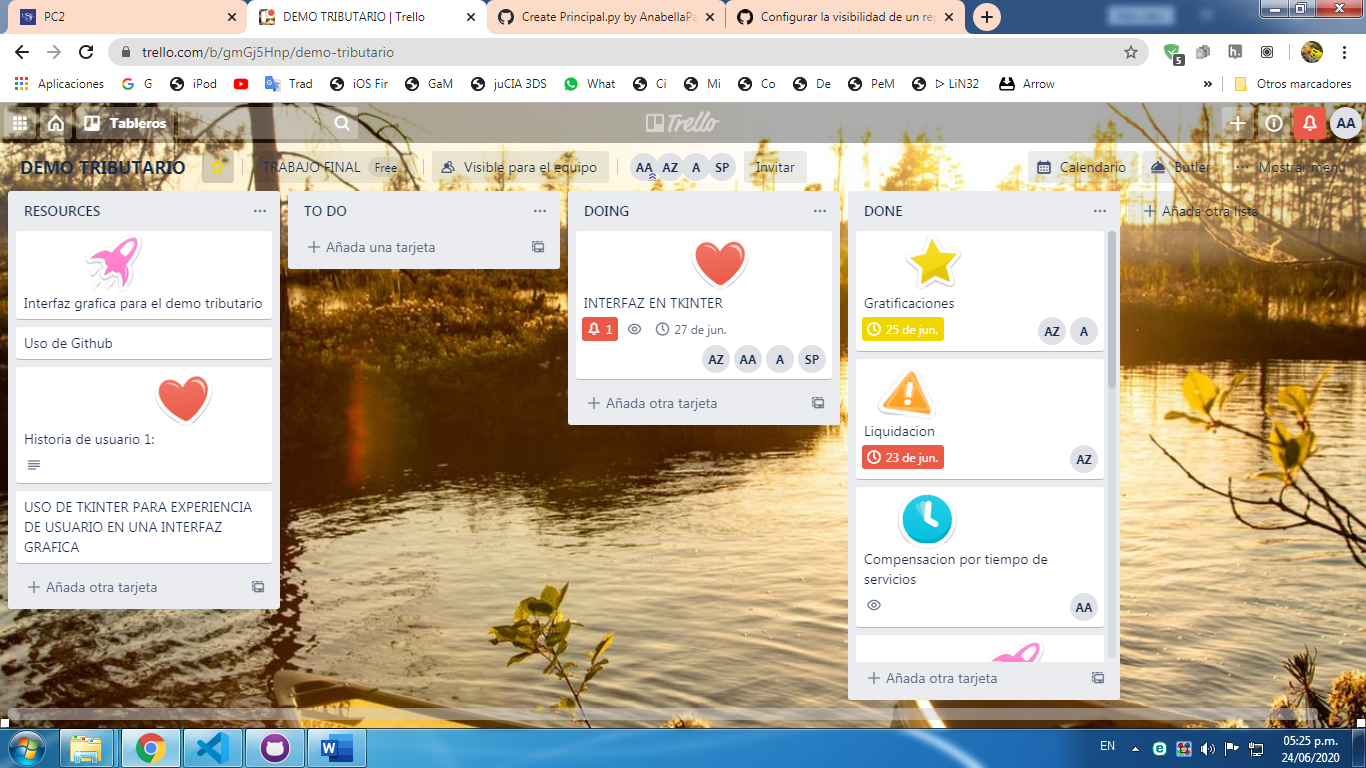 PC2
DEMO TRIBUTARIO | Trello
Create Principal.py by AnabellaPa
Configurar la visibilidad de un re
trello.com/b/gmGj5Hnp/demo-tributario
5
h.
Aplicaciones
G
iPod
Trad
iOS Fir
GaM
juCIA 3DS
What
Ci
Mi
Co
De
PeM
ᐅ LiN32
Arrow
»
Otros marcadores
Tableros
Trello
AA
DEMO TRIBUTARIO
TRABAJO FINAL Free
Visible para el equipo
AA AZ A SP
Invitar
Calendario
Butler
Mostrar menú
RESOURCES
Interfaz grafica para el demo tributario
Uso de Github
Historia de usuario 1:
USO DE TKINTER PARA EXPERIENCIA
DE USUARIO EN UNA INTERFAZ
GRAFICA
Añada otra tarjeta
TO DO
Añada una tarjeta
DOING
INTERFAZ EN TKINTER
1
27 de jun.
AZ AA A SP
Añada otra tarjeta
DONE
Gratificaciones
25 de jun.
AZ A
Liquidacion
23 de jun.
AZ
Compensacion por tiempo de
servicios
AA
Añada otra tarjeta
Añada otra lista
EN
05:25 p.m.
24/06/2020